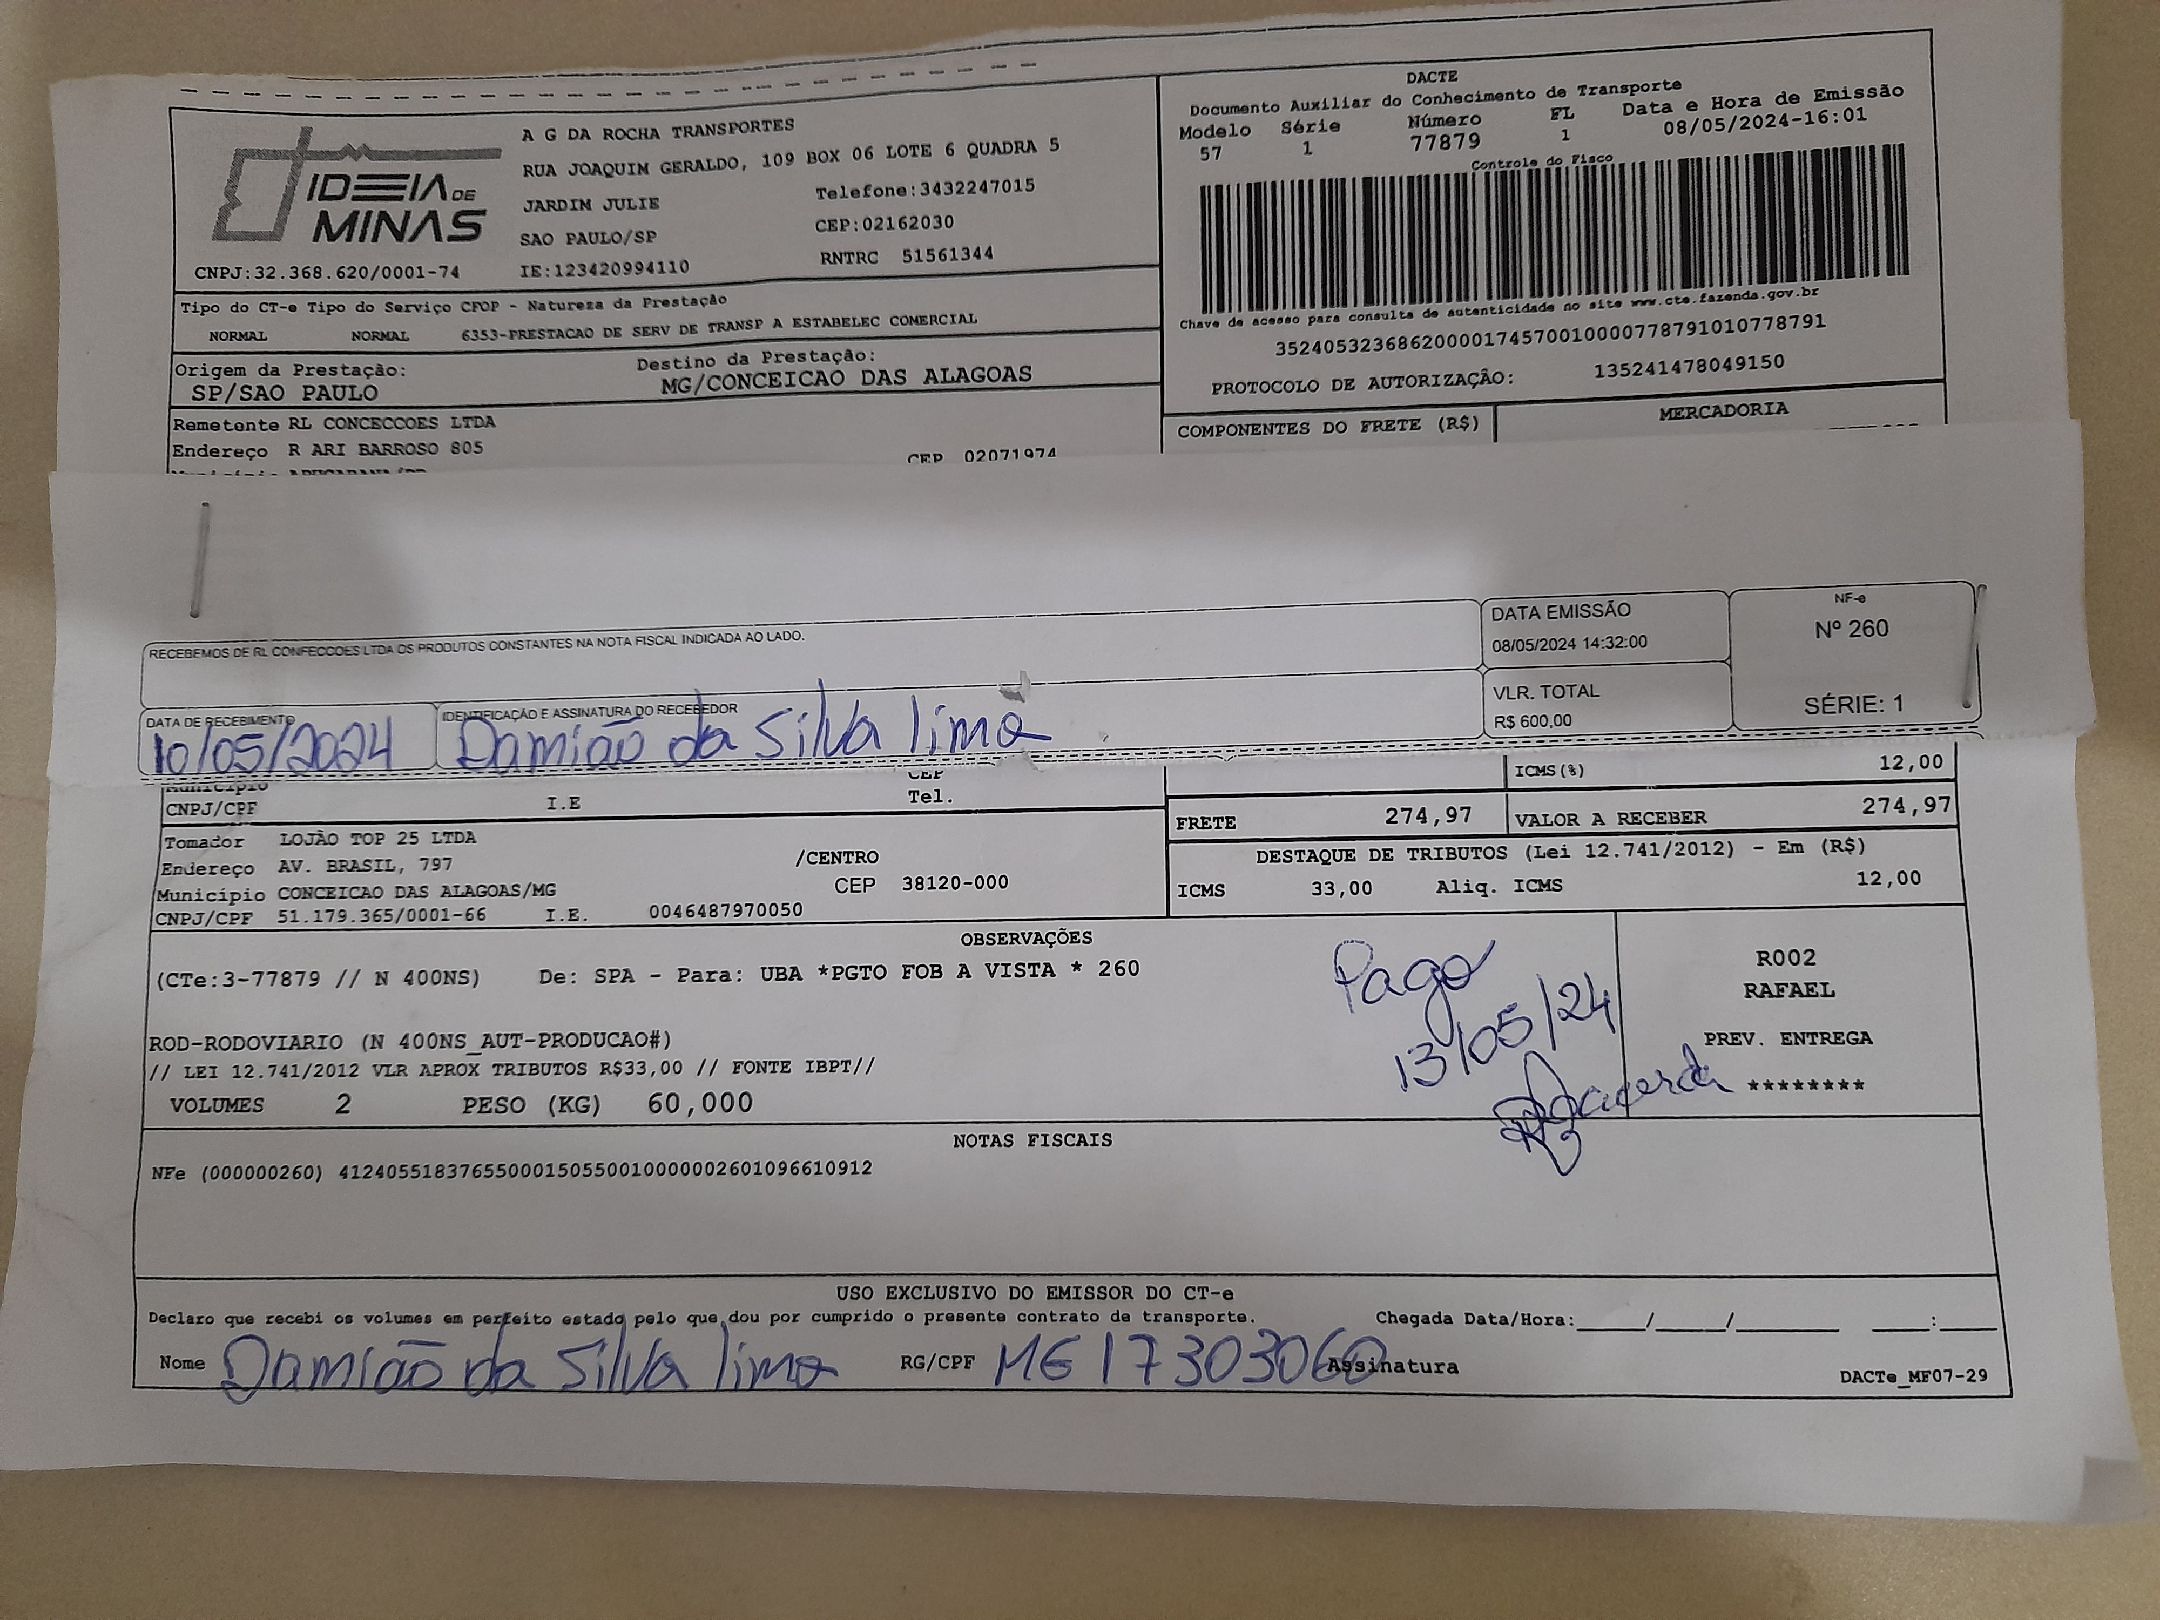 DACTE
Documento Auxiliar do Conhecimento de Transporte
Modelo Série Número FL Data e Hora de Emissão
57 1 77879 1 08/05/2024-16:01
Controle do Fisco
IDEIA DE
MINAS
A G DA ROCHA TRANSPORTES
RUA JOAQUIM GERALDO, 109 BOX 06 LOTE 6 QUADRA 5
JARDIM JULIE Telefone:3432247015
SAO PAULO/SP CEP:02162030
CNPJ:32.368.620/0001-74 IE:123420994110 RNTRC 51561344
Tipo do CT-e Tipo do Serviço CFOP - Natureza da Prestação
NORMAL NORMAL 6353-PRESTACAO DE SERV DE TRANSP A ESTABELEC COMERCIAL
Chave de acesso para consulta de autenticidade no site www.cte.fazenda.gov.br
35240532368620000174570010000778791010778791
PROTOCOLO DE AUTORIZAÇÃO: 135241478049150
Origem da Prestação: Destino da Prestação:
SP/SAO PAULO MG/CONCEICAO DAS ALAGOAS
Remetente RL CONCECCOES LTDA
Endereço R ARI BARROSO 805
CEP 02071974
COMPONENTES DO FRETE (R$) MERCADORIA
RECEBEMOS DE RL CONFECCOES LTDA OS PRODUTOS CONSTANTES NA NOTA FISCAL INDICADA AO LADO.
DATA EMISSÃO
08/05/2024 14:32:00
VLR. TOTAL
R$ 600,00
NF-e
Nº 260
SÉRIE: 1
DATA DE RECEBIMENTO IDENTIFICAÇÃO E ASSINATURA DO RECEBEDOR
10/05/2024 Damião da Silva lima
Município CEP
CNPJ/CPF I.E Tel.
ICMS(%) 12,00
FRETE 274,97 VALOR A RECEBER 274,97
Tomador LOJÃO TOP 25 LTDA
Endereço AV. BRASIL, 797 /CENTRO
Município CONCEICAO DAS ALAGOAS/MG CEP 38120-000
CNPJ/CPF 51.179.365/0001-66 I.E. 0046487970050
DESTAQUE DE TRIBUTOS (Lei 12.741/2012) - Em (R$)
ICMS 33,00 Aliq. ICMS 12,00
OBSERVAÇÕES
(CTe:3-77879 // N 400NS) De: SPA - Para: UBA *PGTO FOB A VISTA * 260
ROD-RODOVIARIO (N 400NS_AUT-PRODUCAO#)
// LEI 12.741/2012 VLR APROX TRIBUTOS R$33,00 // FONTE IBPT//
VOLUMES 2 PESO (KG) 60,000
Pago
13/05/24
R002
RAFAEL
PREV. ENTREGA
********
NOTAS FISCAIS
NFe (000000260) 41240551837655000150550010000002601096610912
USO EXCLUSIVO DO EMISSOR DO CT-e
Declaro que recebi os volumes em perfeito estado pelo que dou por cumprido o presente contrato de transporte. Chegada Data/Hora:____/____/______ ___:___
Nome Damião da Silva lima RG/CPF MG 17303060 Assinatura
DACTe_MF07-29